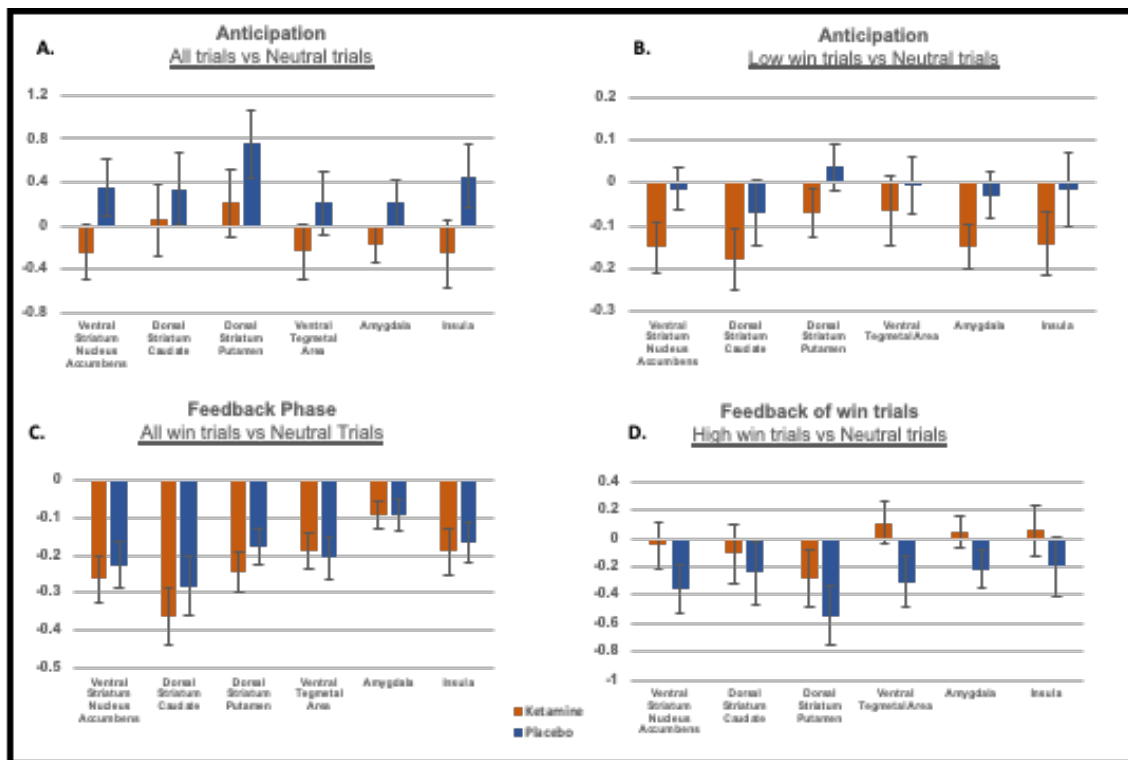 A.
Anticipation
All trials vs Neutral trials
1.2
0.8
0.4
0
-0.4
-0.8
Ventral Striatum Nucleus Accumbens
Dorsal Striatum Caudate
Dorsal Striatum Putamen
Ventral Tegmetal Area
Amygdala
Insula
B.
Anticipation
Low win trials vs Neutral trials
0.2
0.1
0
-0.1
-0.2
-0.3
Ventral Striatum Nucleus Accumbens
Dorsal Striatum Caudate
Dorsal Striatum Putamen
Ventral Tegmetal Area
Amygdala
Insula
C.
Feedback Phase
All win trials vs Neutral Trials
0
-0.1
-0.2
-0.3
-0.4
-0.5
Ventral Striatum Nucleus Accumbens
Dorsal Striatum Caudate
Dorsal Striatum Putamen
Ventral Tegmetal Area
Amygdala
Insula
D.
Feedback of win trials
High win trials vs Neutral trials
0.4
0.2
0
-0.2
-0.4
-0.6
-0.8
-1
Ventral Striatum Nucleus Accumbens
Dorsal Striatum Caudate
Dorsal Striatum Putamen
Ventral Tegmetal Area
Amygdala
Insula
Ketamine
Placebo